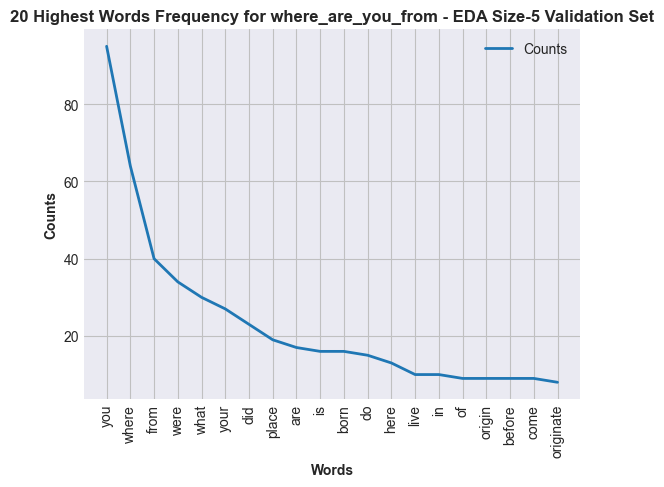 20 Highest Words Frequency for where_are_you_from - EDA Size-5 Validation Set
Counts
80
60
40
20
Counts
you
where
from
were
what
your
did
place
are
is
born
do
here
live
in
of
origin
before
come
originate
Words